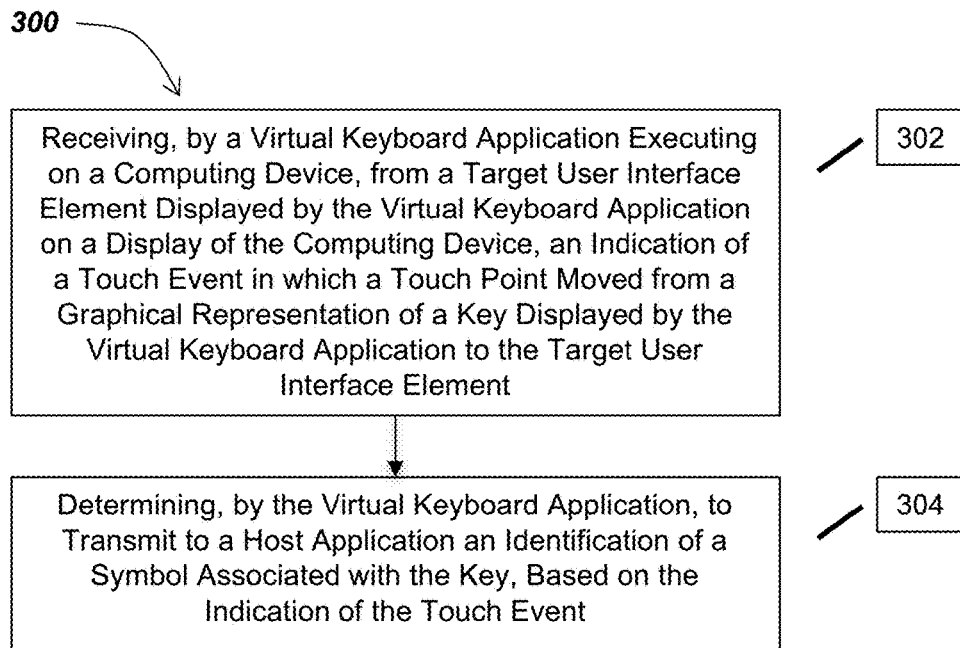 300
Receiving, by a Virtual Keyboard Application Executing
on a Computing Device, from a Target User Interface
Element Displayed by the Virtual Keyboard Application
on a Display of the Computing Device, an Indication of
a Touch Event in which a Touch Point Moved from a
Graphical Representation of a Key Displayed by the
Virtual Keyboard Application to the Target User
Interface Element
302
Determining, by the Virtual Keyboard Application, to
Transmit to a Host Application an Identification of a
Symbol Associated with the Key, Based on the
Indication of the Touch Event
304